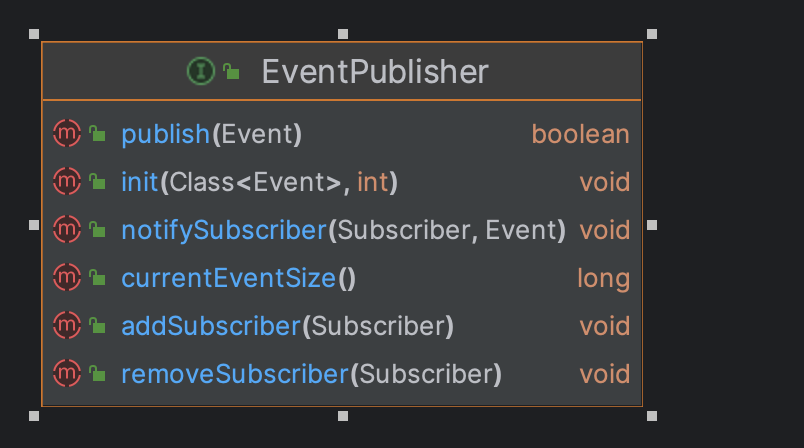 I EventPublisher
m publish(Event) boolean
m init(Class<Event>, int) void
m notifySubscriber(Subscriber, Event) void
m currentEventSize() long
m addSubscriber(Subscriber) void
m removeSubscriber(Subscriber) void